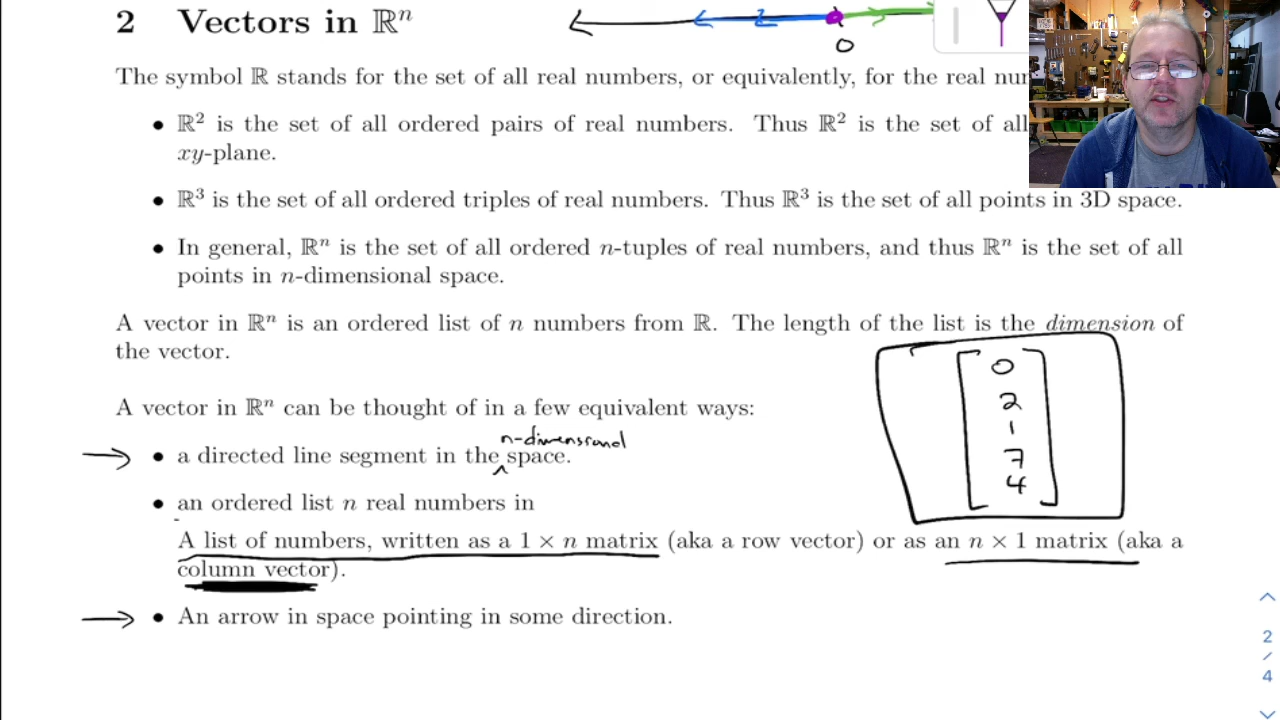 2 Vectors in ℝⁿ
0
The symbol ℝ stands for the set of all real numbers, or equivalently, for the real
• ℝ² is the set of all ordered pairs of real numbers. Thus ℝ² is the set of all
xy-plane.
• ℝ³ is the set of all ordered triples of real numbers. Thus ℝ³ is the set of all points in 3D space.
• In general, ℝⁿ is the set of all ordered n-tuples of real numbers, and thus ℝⁿ is the set of all
points in n-dimensional space.
A vector in ℝⁿ is an ordered list of n numbers from ℝ. The length of the list is the dimension of
the vector.
0
2
1
7
4
A vector in ℝⁿ can be thought of in a few equivalent ways:
n-dimensional
• a directed line segment in the space.
• an ordered list n real numbers in
A list of numbers, written as a 1 × n matrix (aka a row vector) or as an n × 1 matrix (aka a
column vector).
• An arrow in space pointing in some direction.
2
/
4